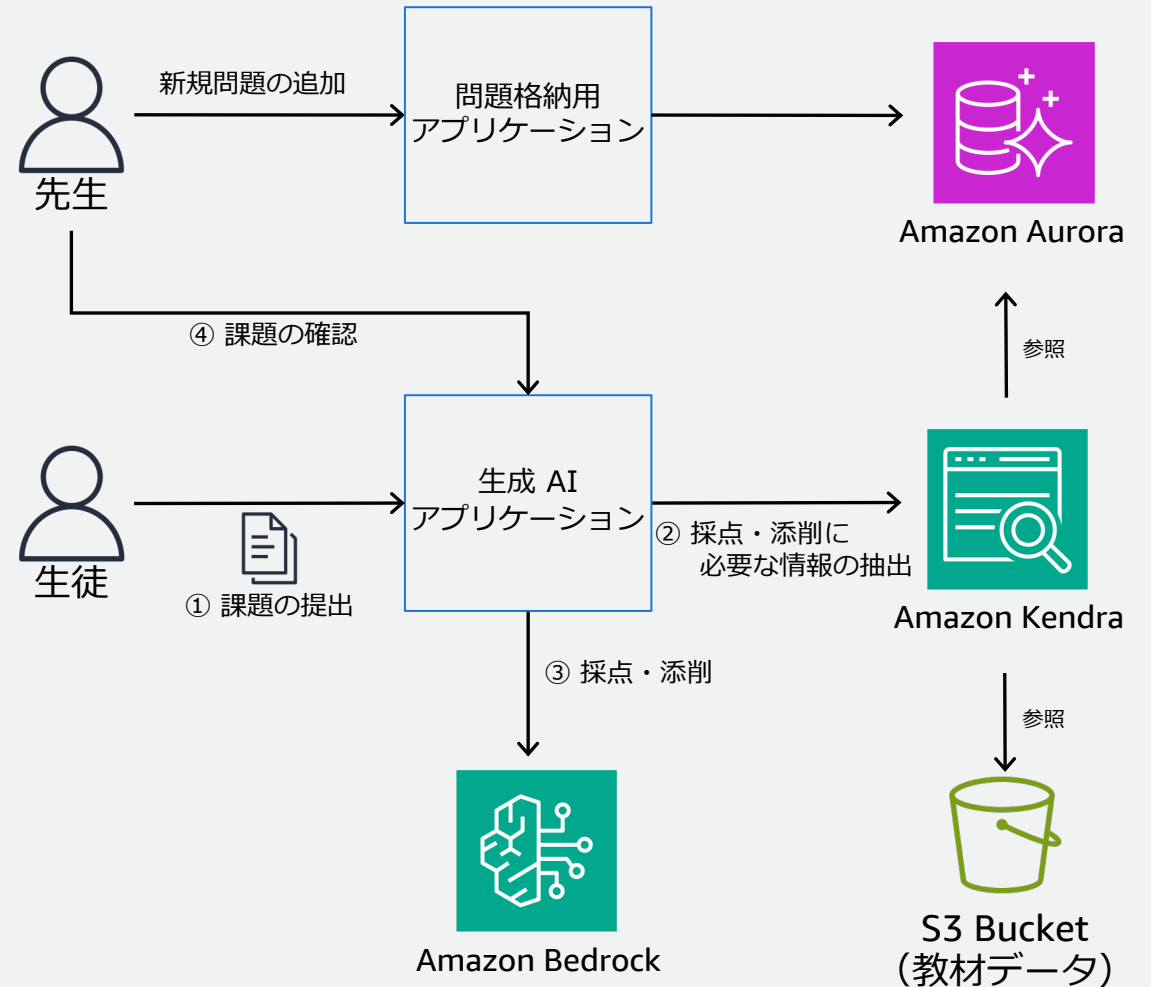 新規問題の追加
問題格納用
アプリケーション
先生
Amazon Aurora
④ 課題の確認
参照
生成 AI
アプリケーション
② 採点・添削に
必要な情報の抽出
生徒
① 課題の提出
Amazon Kendra
③ 採点・添削
参照
Amazon Bedrock
S3 Bucket
（教材データ）